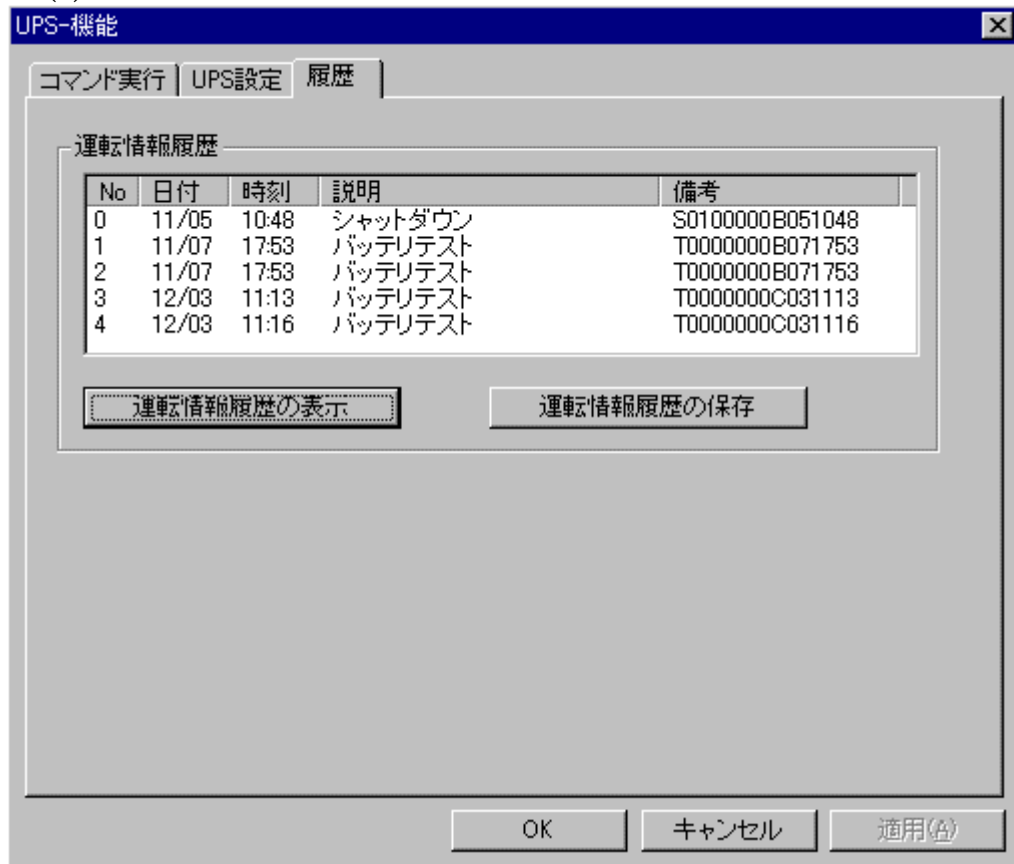 UPS-機能
コマンド実行 UPS設定 履歴
運転情報履歴
No 日付 時刻 説明 備考
0 11/05 10:48 シャットダウン S0100000B051048
1 11/07 17:53 バッテリテスト T0000000B071753
2 11/07 17:53 バッテリテスト T0000000B071753
3 12/03 11:13 バッテリテスト T0000000C031113
4 12/03 11:16 バッテリテスト T0000000C031116
運転情報履歴の表示 運転情報履歴の保存
OK キャンセル 適用(A)